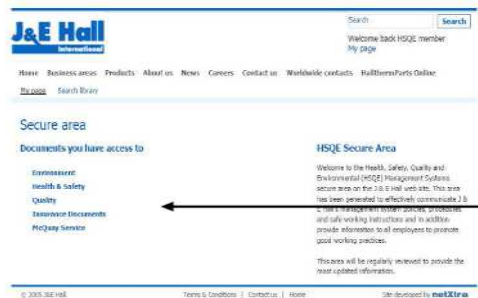 J&E Hall
International
Search
Search
Welcome back HSQE member
My page
Home Business areas Products About us News Careers Contact us Worldwide contacts HallthermParts Online
My page Search library
Secure area
Documents you have access to
Environment
Health & Safety
Quality
Insurance Documents
McQuay Service
HSQE Secure Area
Welcome to the Health, Safety, Quality and
Environmental (HSQE) Management Systems
secure area on the J & E Hall web site. This area
has been generated to effectively communicate J &
E Hall's management system policies, procedures
and safe working instructions and in addition
provide information to all employees to promote
good working practices.
This area will be regularly reviewed to provide the
most updated information.
© 2005 J&E Hall
Terms & Conditions | Contact us | Home
Site developed by netXtra